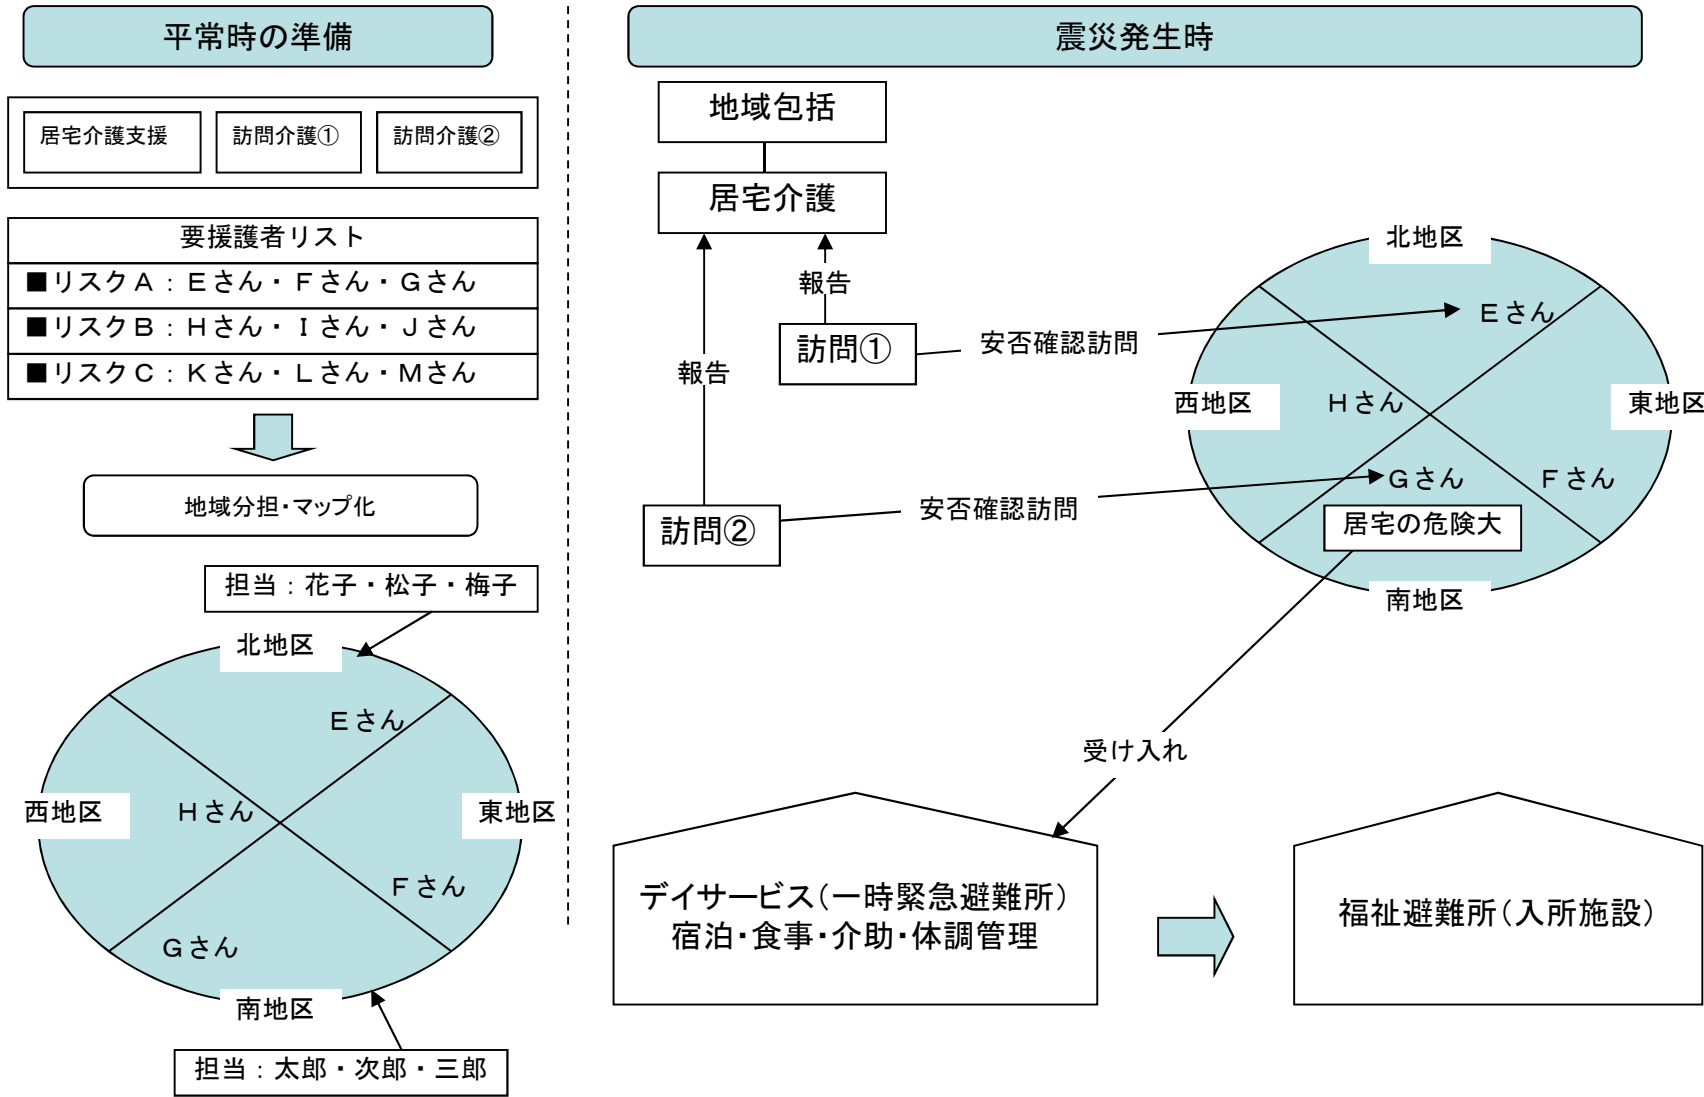 平常時の準備
居宅介護支援
訪問介護①
訪問介護②
要援護者リスト
■リスクA：Eさん・Fさん・Gさん
■リスクB：Hさん・Iさん・Jさん
■リスクC：Kさん・Lさん・Mさん
地域分担・マップ化
担当：花子・松子・梅子
北地区
Eさん
西地区
Hさん
東地区
Fさん
Gさん
南地区
担当：太郎・次郎・三郎
震災発生時
地域包括
居宅介護
報告
訪問①
安否確認訪問
報告
訪問②
安否確認訪問
北地区
Eさん
西地区
Hさん
東地区
Gさん
Fさん
居宅の危険大
南地区
受け入れ
デイサービス（一時緊急避難所）
宿泊・食事・介助・体調管理
福祉避難所（入所施設）